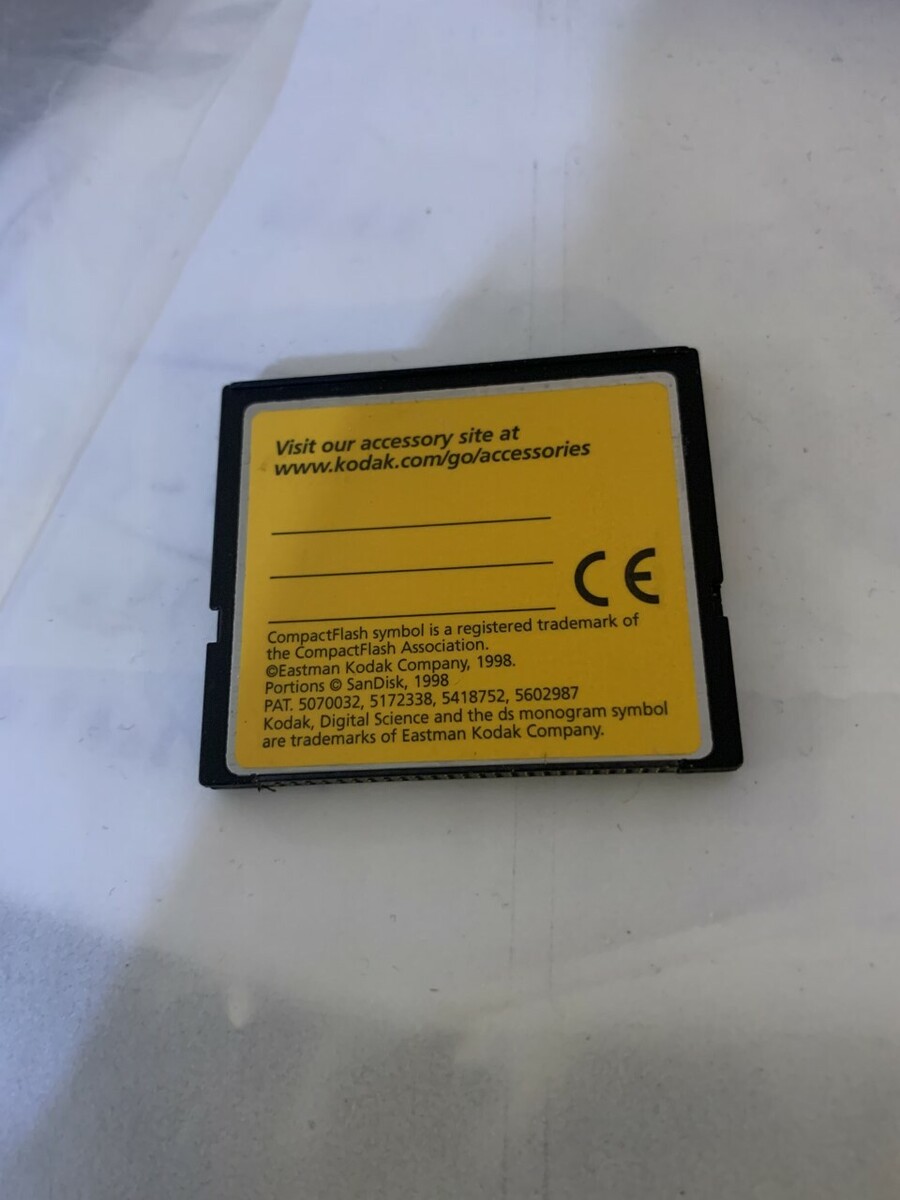 Visit our accessory site at
www.kodak.com/go/accessories
CE
CompactFlash symbol is a registered trademark of
the CompactFlash Association.
©Eastman Kodak Company, 1998.
Portions © SanDisk, 1998
PAT. 5070032, 5172338, 5418752, 5602987
Kodak, Digital Science and the ds monogram symbol
are trademarks of Eastman Kodak Company.